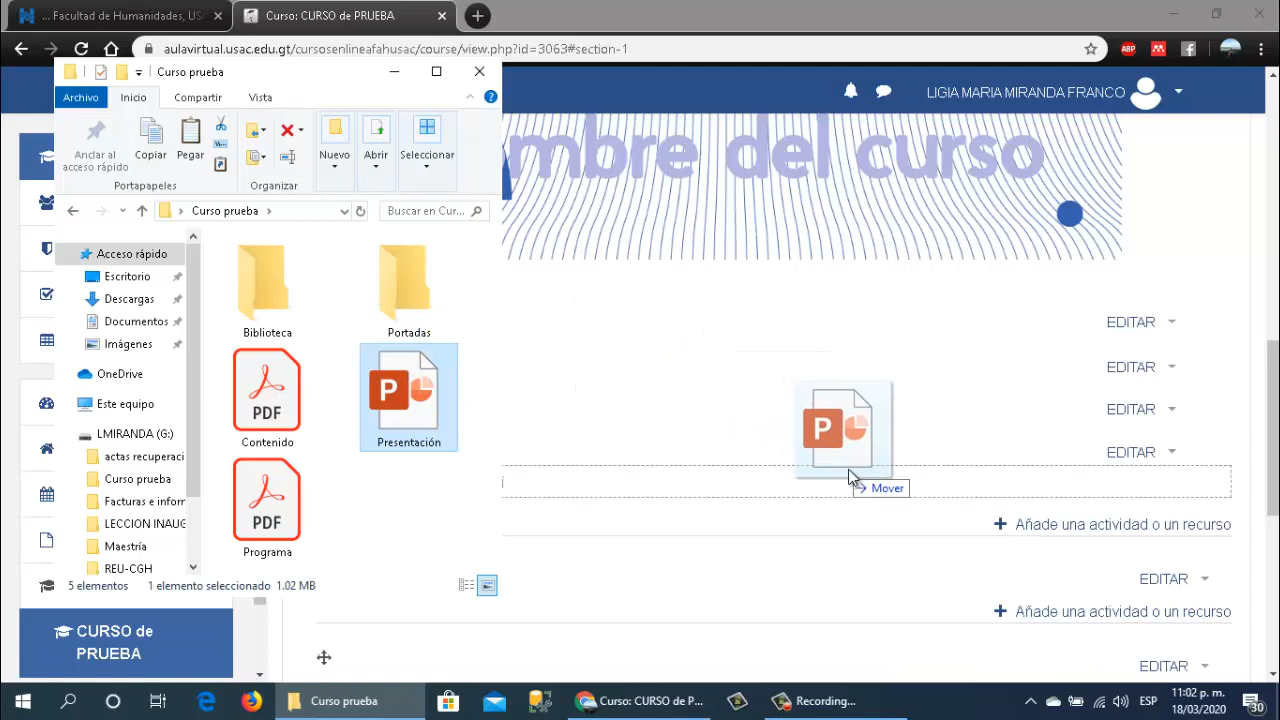 ... Facultad de Humanidades, US
Curso: CURSO de PRUEBA
aulavirtual.usac.edu.gt/cursosenlineafahusac/course/view.php?id=3063#section-1
ABP
Curso prueba
Archivo
Inicio
Compartir
Vista
LIGIA MARIA MIRANDA FRANCO
mbre del curso
Anclar al
acceso rápido
Copiar
Pegar
Nuevo
Abrir
Seleccionar
Portapapeles
Organizar
Curso prueba
Buscar en Cur...
Acceso rápido
Escritorio
Descargas
Documentos
Imágenes
OneDrive
Este equipo
LMIRANDA (G:)
actas recuperaci
Curso prueba
Facturas e inforn
LECCION INAUG
Maestría
REU-CGH
Biblioteca
Portadas
PDF
Contenido
P
Presentación
PDF
Programa
5 elementos
1 elemento seleccionado 1.02 MB
EDITAR
EDITAR
EDITAR
EDITAR
P
Mover
Añade una actividad o un recurso
EDITAR
Añade una actividad o un recurso
EDITAR
CURSO de
PRUEBA
Curso prueba
Curso: CURSO de P...
Recording...
ESP
11:02 p. m.
18/03/2020
30